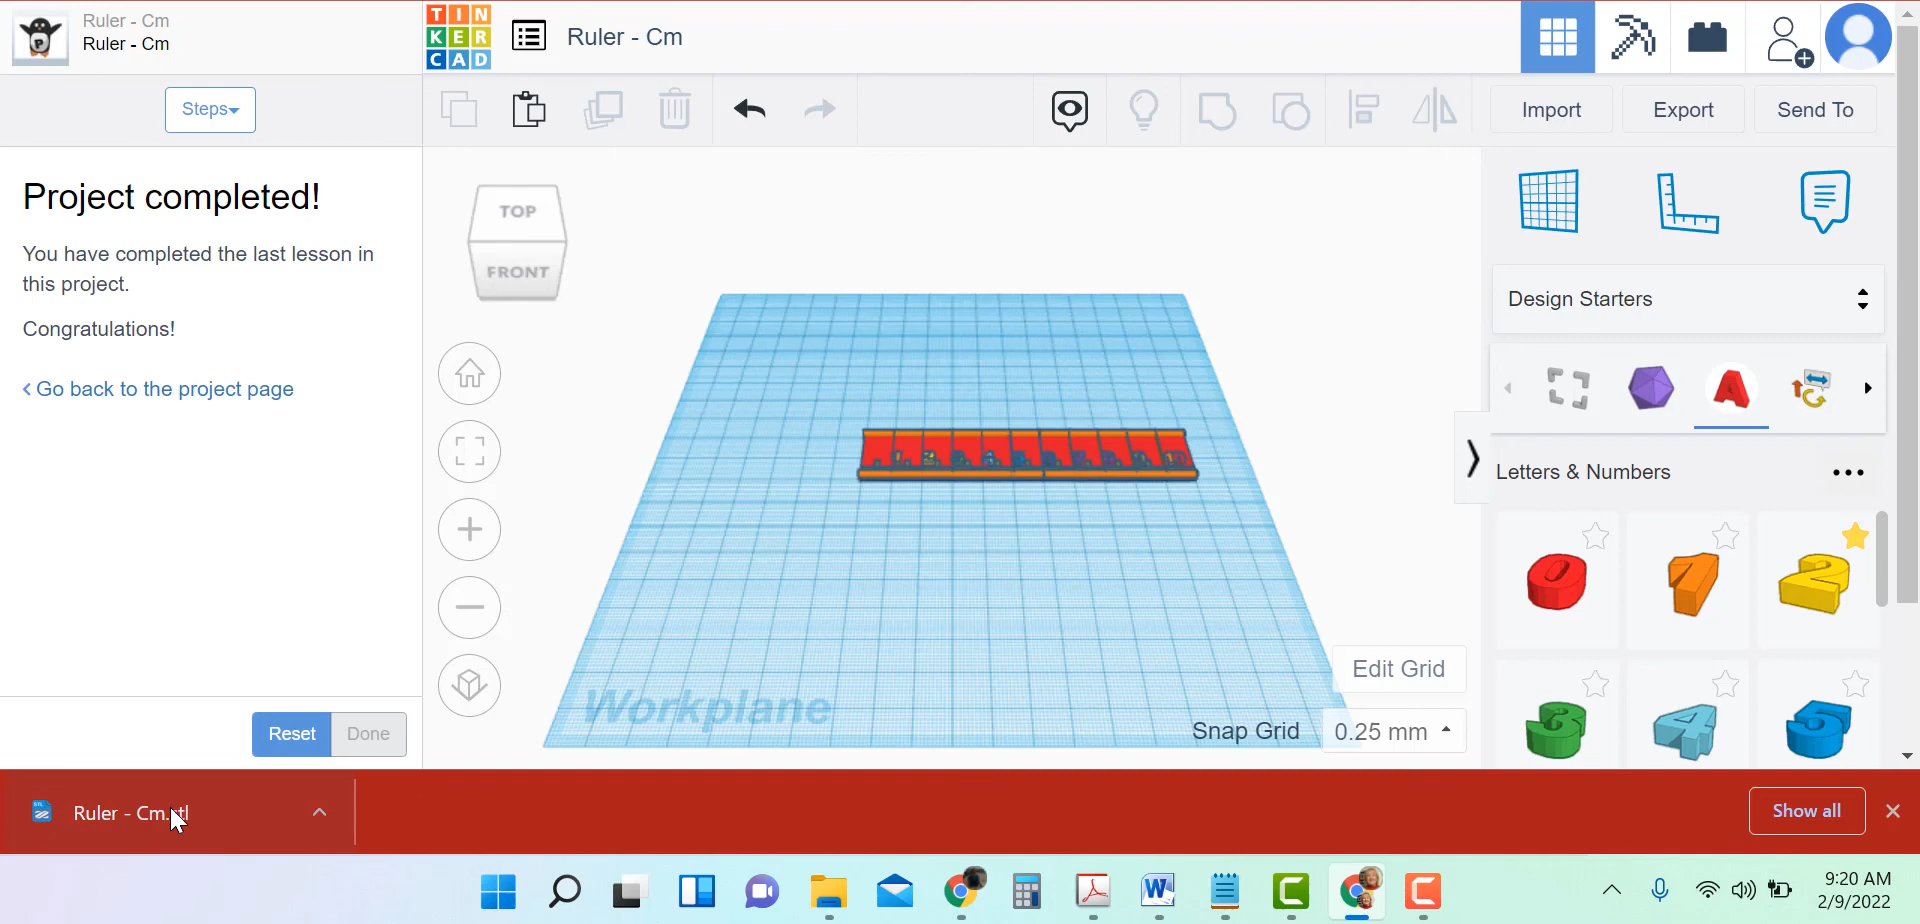 Ruler - Cm
Ruler - Cm
TIN
KER
CAD
Ruler - Cm
Steps
Import
Export
Send To
Project completed!
You have completed the last lesson in
this project.
Congratulations!
Go back to the project page
TOP
FRONT
Design Starters
Letters & Numbers
Workplane
Edit Grid
Snap Grid
0.25 mm
Reset
Done
Ruler - Cm.stl
Show all
9:20 AM
2/9/2022